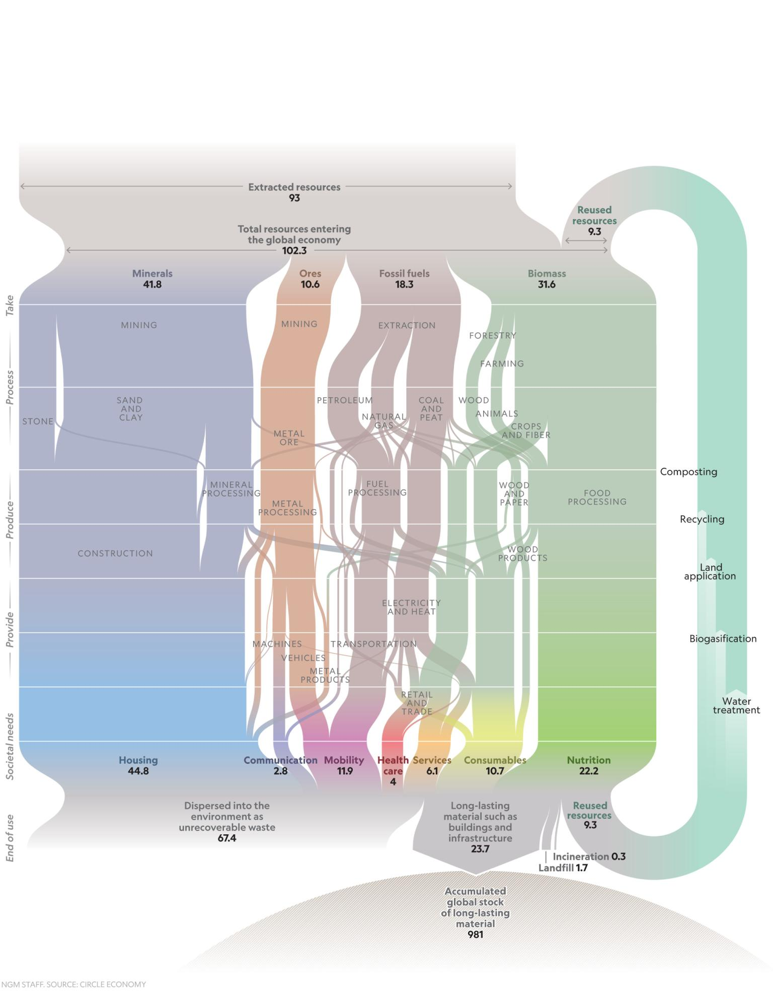 Extracted resources
93
Reused
resources
9.3
Total resources entering
the global economy
102.3
Minerals
41.8
Ores
10.6
Fossil fuels
18.3
Biomass
31.6
Take
MINING
MINING
EXTRACTION
FORESTRY
FARMING
Process
STONE
SAND
AND
CLAY
METAL
ORE
PETROLEUM
NATURAL
GAS
COAL
AND
PEAT
WOOD
ANIMALS
CROPS
AND FIBER
Composting
Produce
MINERAL
PROCESSING
METAL
PROCESSING
FUEL
PROCESSING
WOOD
AND
PAPER
FOOD
PROCESSING
Recycling
CONSTRUCTION
WOOD
PRODUCTS
Land
application
Provide
ELECTRICITY
AND HEAT
MACHINES
VEHICLES
METAL
PRODUCTS
TRANSPORTATION
Biogasification
RETAIL
AND
TRADE
Water
treatment
Societal needs
Housing
44.8
Communication
2.8
Mobility
11.9
Health
care
4
Services
6.1
Consumables
10.7
Nutrition
22.2
End of use
Dispersed into the
environment as
unrecoverable waste
67.4
Long-lasting
material such as
buildings and
infrastructure
23.7
Reused
resources
9.3
Incineration 0.3
Landfill 1.7
Accumulated
global stock
of long-lasting
material
981
NGM STAFF. SOURCE: CIRCLE ECONOMY